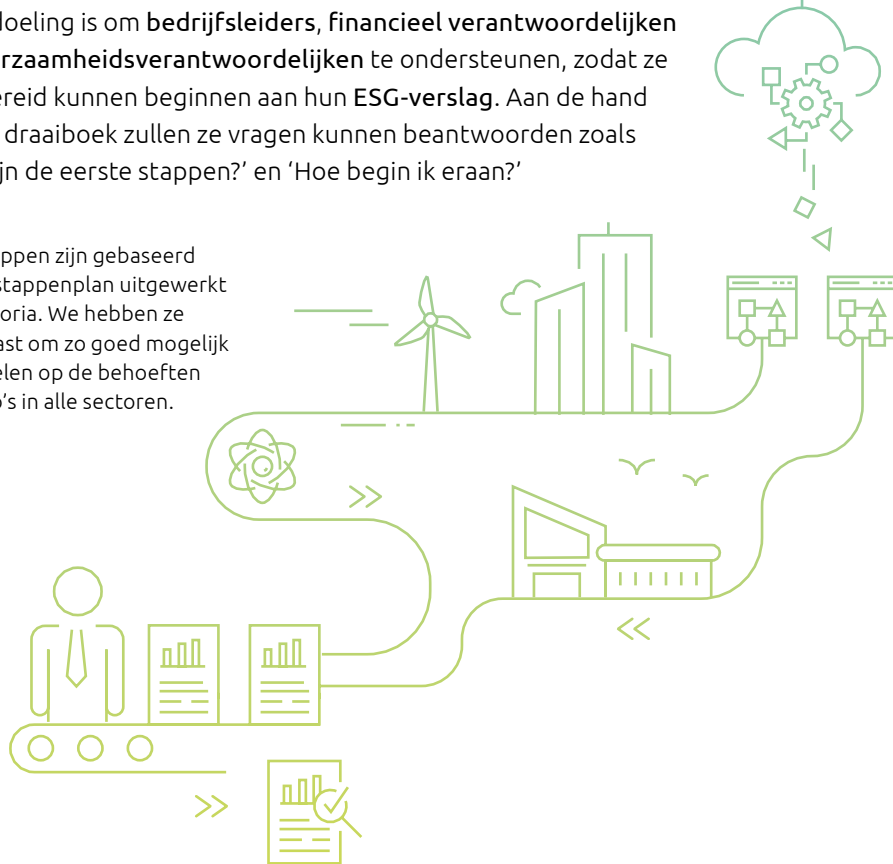 doeling is om bedrijfsleiders, financieel verantwoordelijken
rzaamheidsverantwoordelijken te ondersteunen, zodat ze
ereid kunnen beginnen aan hun ESG-verslag. Aan de hand
draaiboek zullen ze vragen kunnen beantwoorden zoals
ijn de eerste stappen?’ en ‘Hoe begin ik eraan?’
ppen zijn gebaseerd
stappenplan uitgewerkt
oria. We hebben ze
ast om zo goed mogelijk
elen op de behoeften
o’s in alle sectoren.